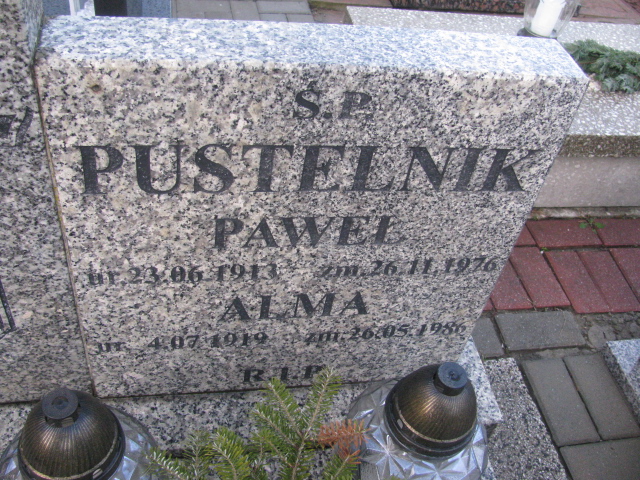 Ś.P.
PUSTELNIK
PAWEŁ
ur. 23.06.1913 zm. 26.11.1976
ALMA
ur. 4.07.1919 zm. 26.05.1986
R.I.P.